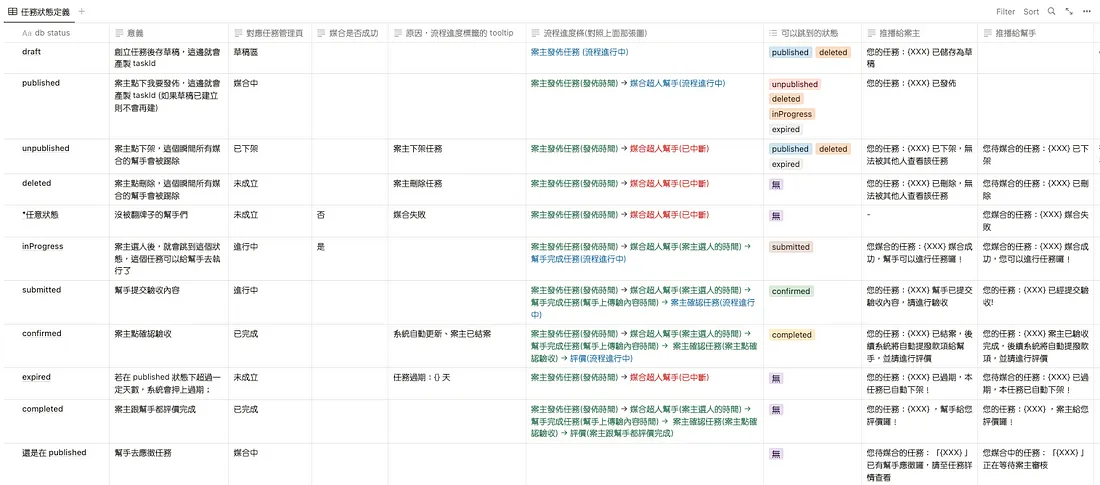 任務狀態定義
Filter Sort
db status 意義 對應任務管理頁 媒合是否成功 原因，流程進度標籤的 tooltip 流程進度條(對照上面那張圖) 可以跳到的狀態 推播給案主 推播給幫手
draft
創立任務後存草稿，這邊就會
產製 taskId
草稿區
案主發佈任務 (流程進行中)
published deleted
您的任務：{XXX} 已儲存為草
稿
published
案主點下我要發佈，這邊就會
產製 taskId (如果草稿已建立
則不會再建)
媒合中
案主發佈任務(發佈時間) → 媒合超人幫手(流程進行中)
unpublished
deleted
inProgress
expired
您的任務：{XXX} 已發佈
unpublished
案主點下架，這個瞬間所有媒
合的幫手會被踢除
已下架
案主下架任務
案主發佈任務(發佈時間) → 媒合超人幫手(已中斷)
published deleted
expired
您的任務：{XXX} 已下架，無
法被其他人查看該任務
您待媒合的任務：{XXX} 已下
架
deleted
案主點刪除，這個瞬間所有媒
合的幫手會被踢除
未成立
案主刪除任務
案主發佈任務(發佈時間) → 媒合超人幫手(已中斷)
無
您的任務：{XXX} 已刪除，無
法被其他人查看該任務
您待媒合的任務：{XXX} 已刪
除
*任意狀態
沒被翻牌子的幫手們
未成立
否
媒合失敗
案主發佈任務(發佈時間) → 媒合超人幫手(已中斷)
無
-
您媒合的任務：{XXX} 媒合失
敗
inProgress
案主選人後，就會跳到這個狀
態，這個任務可以給幫手去執
行了
進行中
是
案主發佈任務(發佈時間) → 媒合超人幫手(案主選人的時間) →
幫手完成任務(流程進行中)
submitted
您媒合的任務：{XXX} 媒合成
功，幫手可以進行任務囉！
您媒合的任務：{XXX} 媒合成
功，您可以進行任務囉！
submitted
幫手提交驗收內容
進行中
案主發佈任務(發佈時間) → 媒合超人幫手(案主選人的時間) →
幫手完成任務(幫手上傳驗內容時間) → 案主確認任務(流程進行
中)
confirmed
您的任務：{XXX} 幫手已提交
驗收內容，請進行驗收
您的任務：{XXX} 已經提交驗
收!
confirmed
案主點確認驗收
已完成
系統自動更新、案主已結案
案主發佈任務(發佈時間) → 媒合超人幫手(案主選人的時間) →
幫手完成任務(幫手上傳驗內容時間) → 案主確認任務(案主點確
認驗收) → 評價(流程進行中)
completed
您的任務：{XXX} 已結案，後
續系統將自動提撥款項給幫
手，並請進行評價
您的任務：{XXX} 案主已驗收
完成，後續系統將自動提撥款
項，並請進行評價
expired
若在 published 狀態下超過一
定天數，系統會押上過期；
未成立
任務過期：{} 天
案主發佈任務(發佈時間) → 媒合超人幫手(已中斷)
無
您的任務：{XXX} 已過期，本
任務已自動下架！
您待媒合的任務：{XXX} 已過
期，本任務已自動下架！
completed
案主跟幫手都評價完成
已完成
案主發佈任務(發佈時間) → 媒合超人幫手(案主選人的時間) →
幫手完成任務(幫手上傳驗內容時間) → 案主確認任務(案主點確
認驗收) → 評價(案主跟幫手都評價完成)
無
您的任務：{XXX} ，幫手給您
評價囉！
您的任務：{XXX} ，案主給您
評價囉！
還是在 published
幫手去應徵任務
媒合中
無
您待媒合的任務：「{XXX} 」
已有幫手應徵囉，請至任務詳
情查看
您媒合中的任務：「{XXX} 」
正在等待案主審核